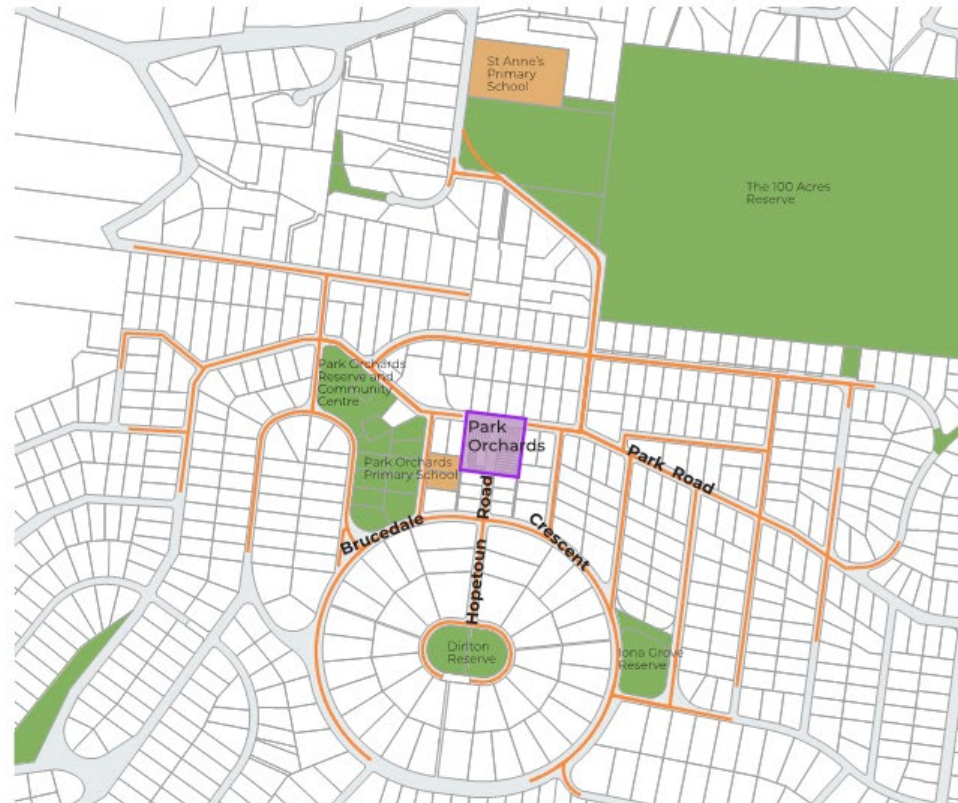 St Anne's
Primary
School
The 100 Acres
Reserve
Park Orchards
Reserve and
Community
Centre
Park
Orchards
Park Road
Park Orchards
Primary School
Brucedale
Crescent
Hopetoun Road
Dirlton
Reserve
Iona Grove
Reserve